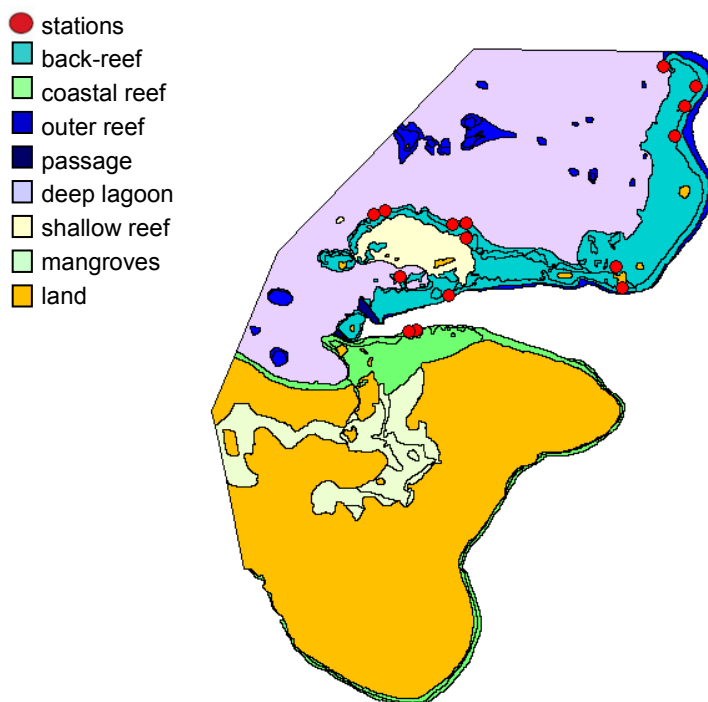 stations
back-reef
coastal reef
outer reef
passage
deep lagoon
shallow reef
mangroves
land